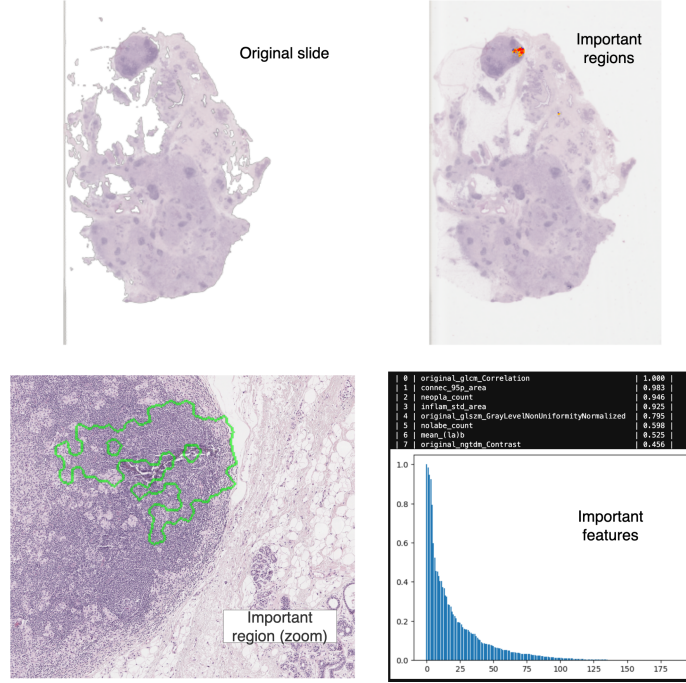 Original slide
Important
regions
Important
region (zoom)
| 0 | original_glcm_Correlation | 1.000 |
| 1 | connec_95p_area | 0.983 |
| 2 | neopla_count | 0.946 |
| 3 | inflam_std_area | 0.925 |
| 4 | original_glszm_GrayLevelNonUniformityNormalized | 0.795 |
| 5 | nolabe_count | 0.598 |
| 6 | mean_(la)b | 0.525 |
| 7 | original_ngtdm_Contrast | 0.456 |
1.0
0.8
0.6
0.4
0.2
0.0
Important
features
0 25 50 75 100 125 150 175